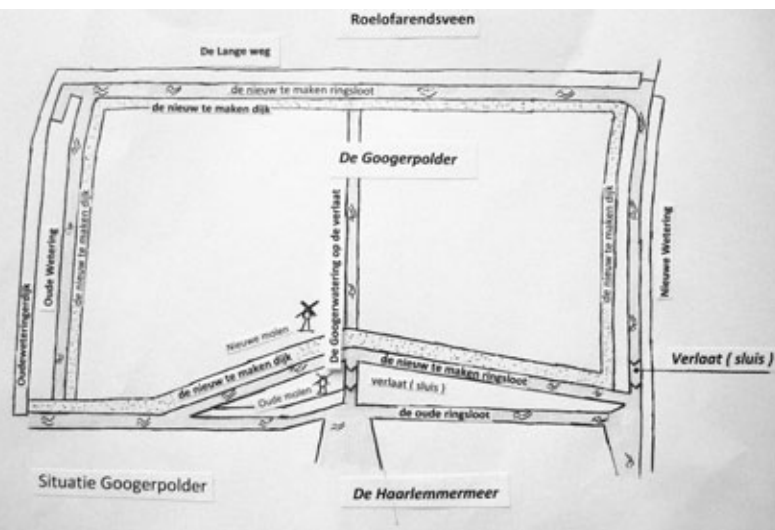 Roelofarendsveen
De Lange weg
de nieuw te maken ringsloot
de nieuw te maken dijk
De Googerpolder
Oudeweteringerdijk
Oude Wetering
de nieuw te maken dijk
De Googerwatering op de verlaat
de nieuw te maken dijk
Nieuwe Wetering
Nieuwe molen
de nieuw te maken dijk
de nieuw te maken ringsloot
Verlaat ( sluis )
Oude molen
verlaat ( sluis )
de oude ringsloot
Situatie Googerpolder
De Haarlemmermeer